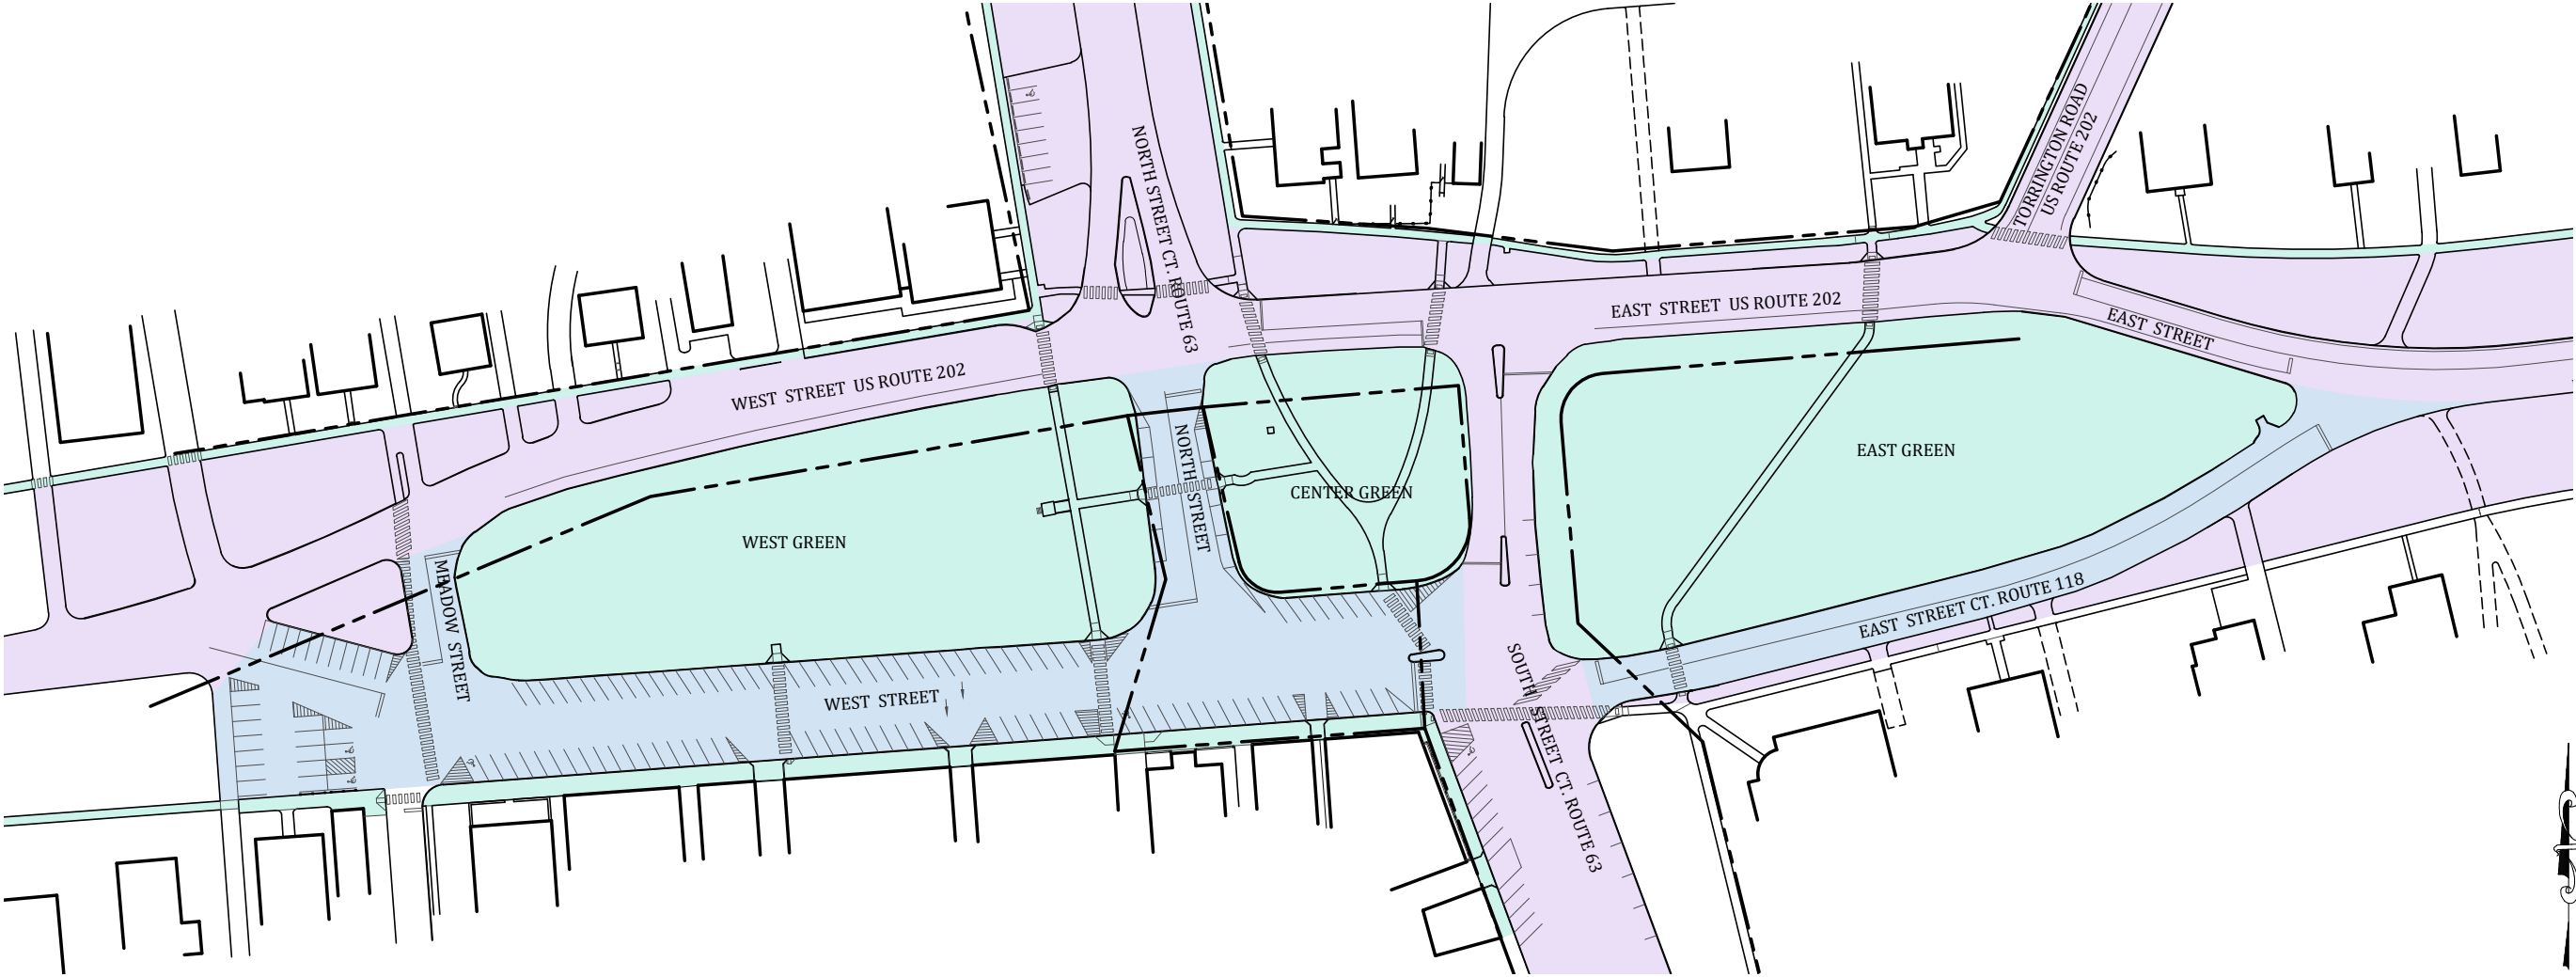 TORRINGTON ROAD
US ROUTE 202
NORTH STREET CT. ROUTE 63
EAST STREET US ROUTE 202
EAST STREET
WEST STREET US ROUTE 202
NORTH STREET
EAST GREEN
CENTER GREEN
WEST GREEN
MEADOW STREET
EAST STREET CT. ROUTE 118
WEST STREET
SOUTH STREET CT. ROUTE 63